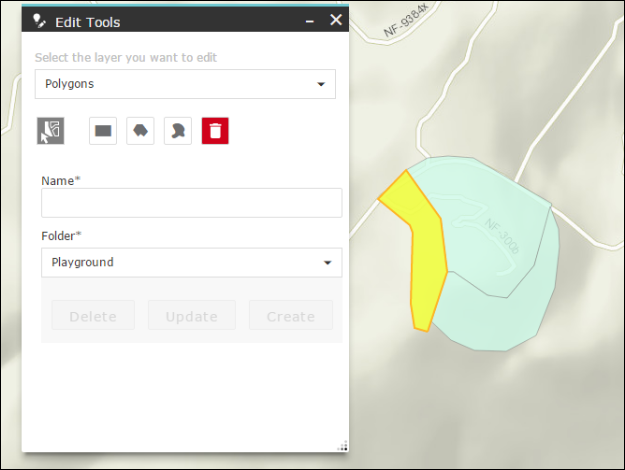 Edit Tools
Select the layer you want to edit
Polygons
Name*
Folder*
Playground
Delete Update Create
NF-9384x
NF-300b